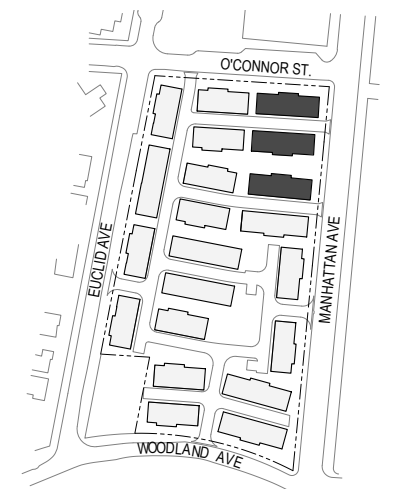 O'CONNOR ST.
EUCLID AVE
MANHATTAN AVE
WOODLAND AVE